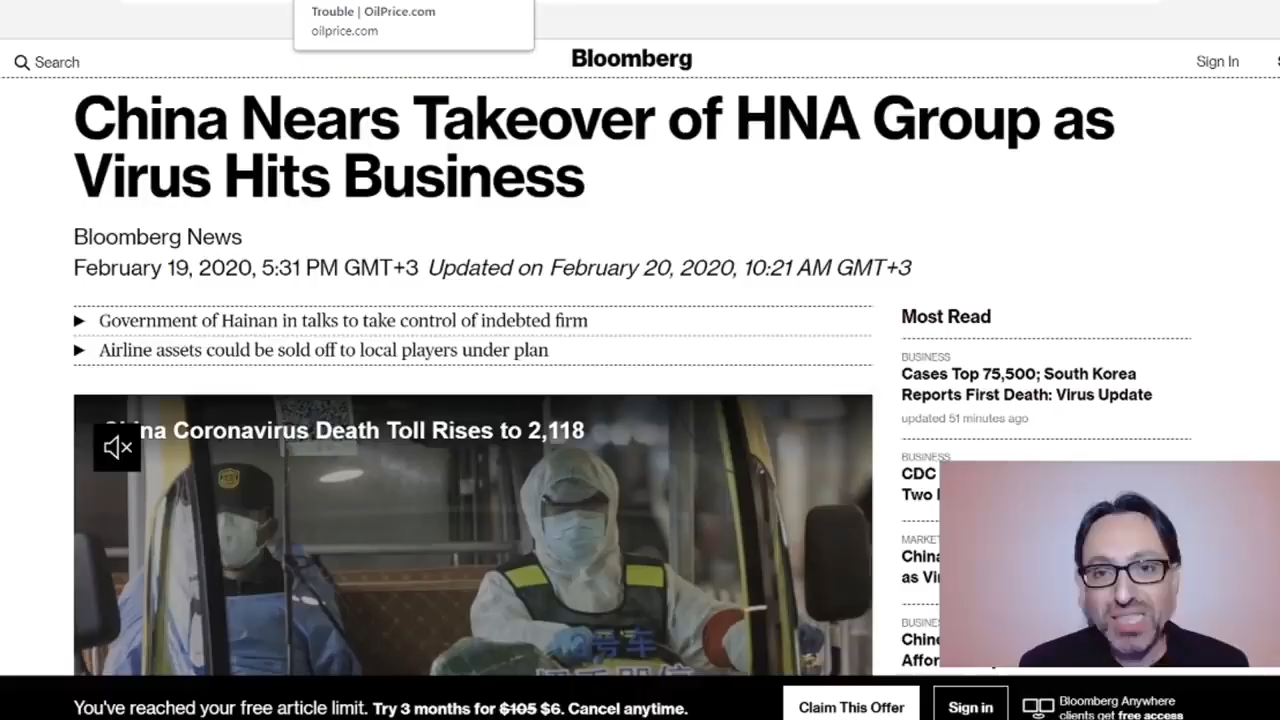 Trouble | OilPrice.com
oilprice.com
Search
Bloomberg
Sign In
China Nears Takeover of HNA Group as
Virus Hits Business
Bloomberg News
February 19, 2020, 5:31 PM GMT+3 Updated on February 20, 2020, 10:21 AM GMT+3
► Government of Hainan in talks to take control of indebted firm
► Airline assets could be sold off to local players under plan
Most Read
BUSINESS
Cases Top 75,500; South Korea
Reports First Death: Virus Update
updated 51 minutes ago
BUSINESS
CDC
Two
MARKET
China
as Vi
BUSINE
Chine
Affor
na Coronavirus Death Toll Rises to 2,118
号车
You've reached your free article limit. Try 3 months for $105 $6. Cancel anytime.
Claim This Offer
Sign in
Bloomberg Anywhere
clients get free access